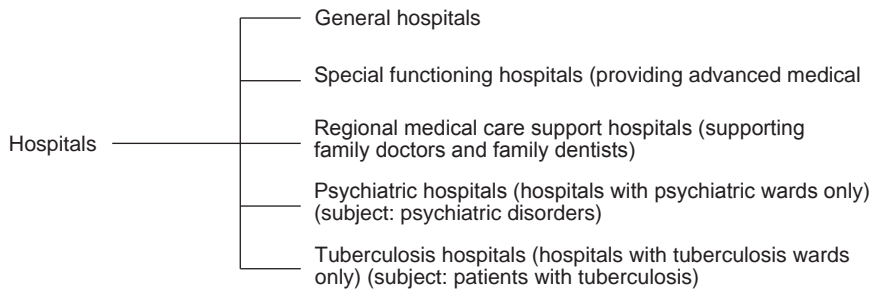 General hospitals
Special functioning hospitals (providing advanced medical
Hospitals
Regional medical care support hospitals (supporting
family doctors and family dentists)
Psychiatric hospitals (hospitals with psychiatric wards only)
(subject: psychiatric disorders)
Tuberculosis hospitals (hospitals with tuberculosis wards
only) (subject: patients with tuberculosis)